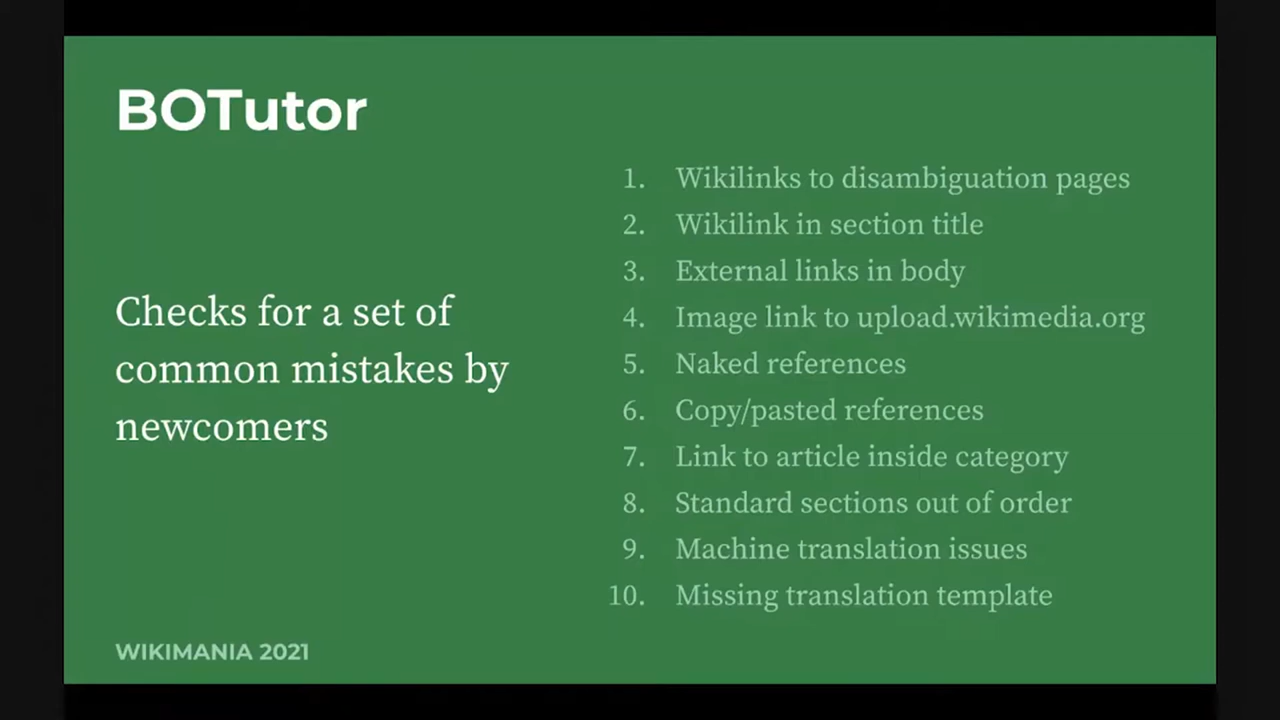 BOTutor
Checks for a set of
common mistakes by
newcomers
1. Wikilinks to disambiguation pages
2. Wikilink in section title
3. External links in body
4. Image link to upload.wikimedia.org
5. Naked references
6. Copy/pasted references
7. Link to article inside category
8. Standard sections out of order
9. Machine translation issues
10. Missing translation template
WIKIMANIA 2021